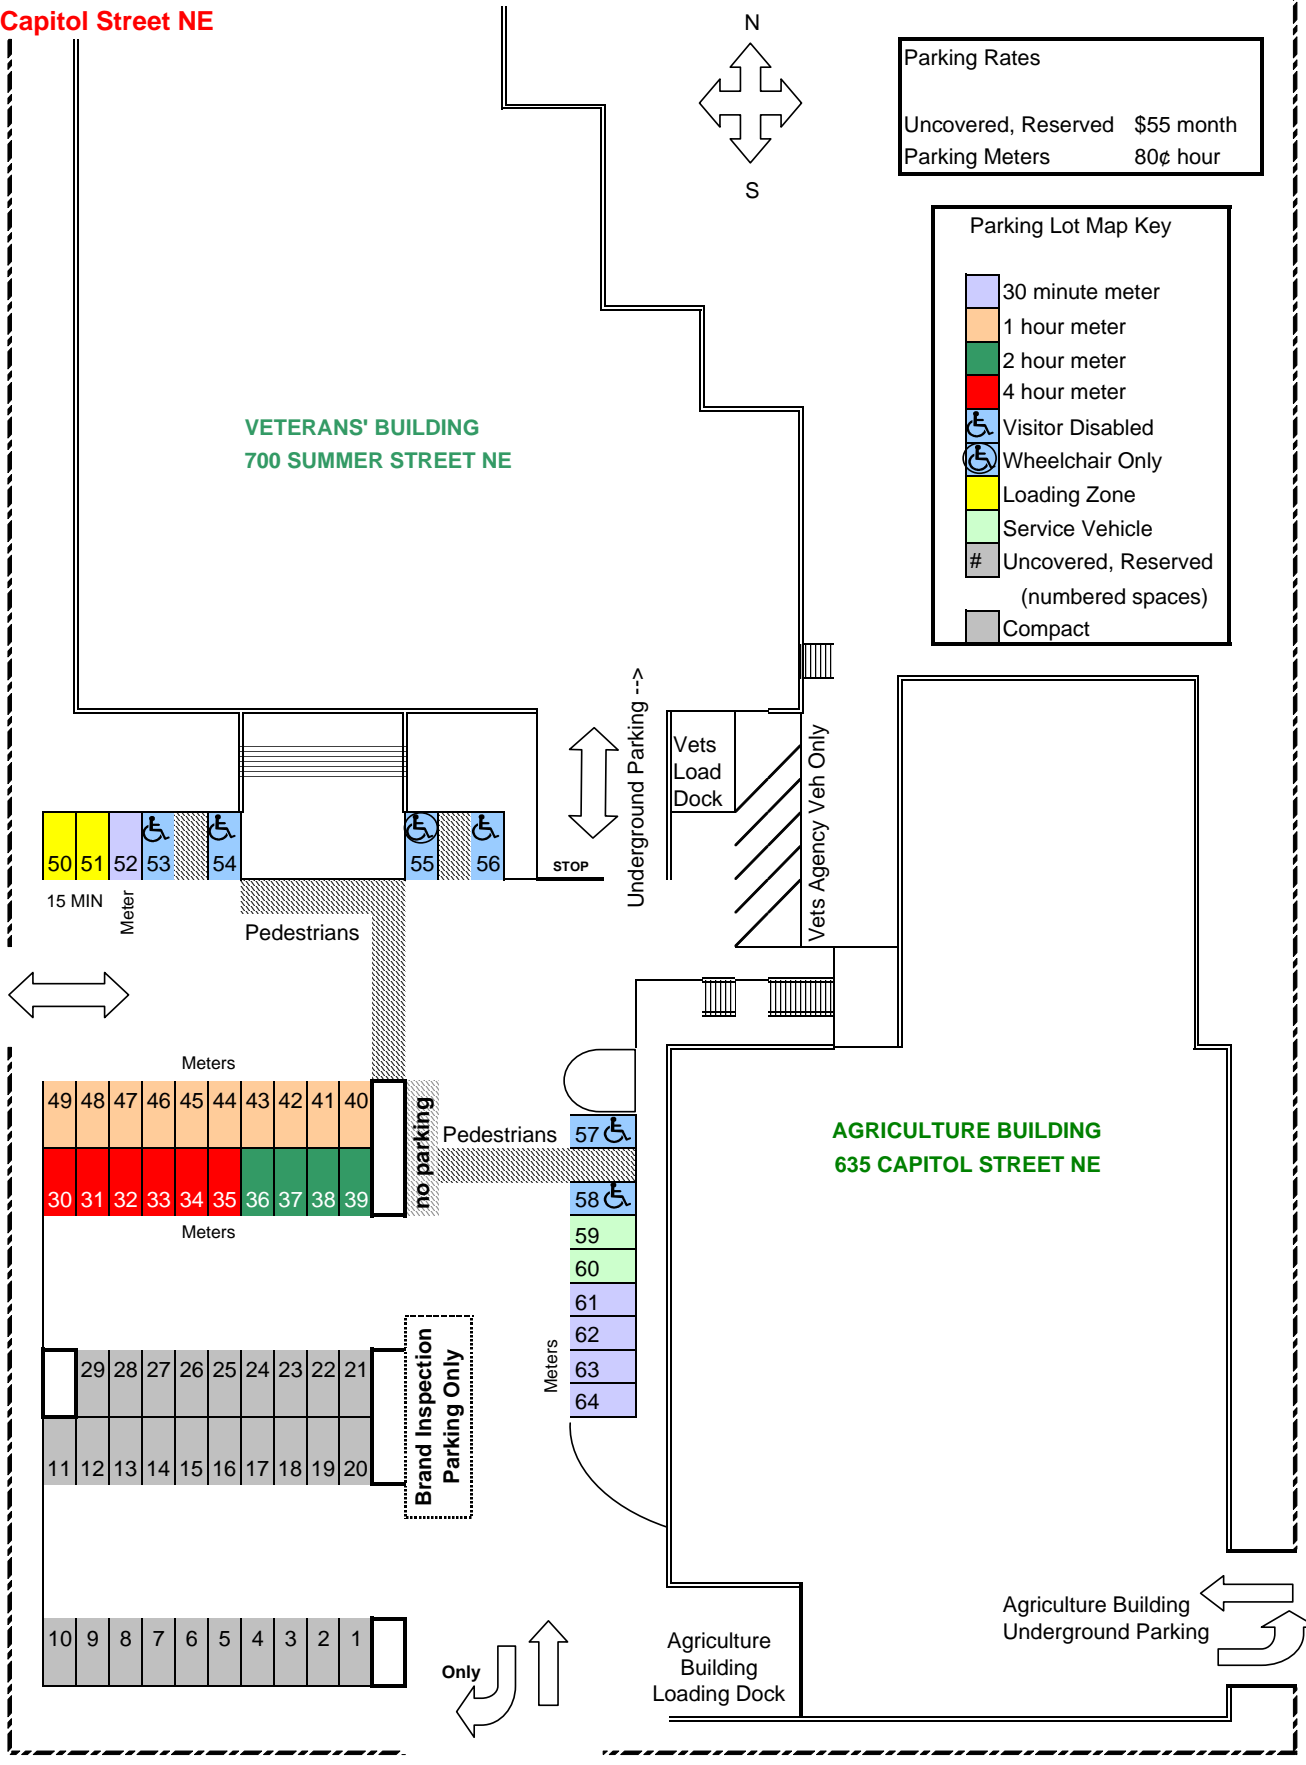 Capitol Street NE
N
S
Parking Rates
Uncovered, Reserved $55 month
Parking Meters 80¢ hour
Parking Lot Map Key
30 minute meter
1 hour meter
2 hour meter
4 hour meter
Visitor Disabled
Wheelchair Only
Loading Zone
Service Vehicle
# Uncovered, Reserved
(numbered spaces)
Compact
VETERANS' BUILDING
700 SUMMER STREET NE
Underground Parking -->
Vets
Load
Dock
Vets Agency Veh Only
50 51 52 53 54 55 56
STOP
15 MIN
Meter
Pedestrians
Meters
49 48 47 46 45 44 43 42 41 40
30 31 32 33 34 35 36 37 38 39
Meters
no parking
Pedestrians
57
58
59
60
61
62
63
64
Meters
AGRICULTURE BUILDING
635 CAPITOL STREET NE
29 28 27 26 25 24 23 22 21
11 12 13 14 15 16 17 18 19 20
Brand Inspection
Parking Only
10 9 8 7 6 5 4 3 2 1
Only
Agriculture
Building
Loading Dock
Agriculture Building
Underground Parking